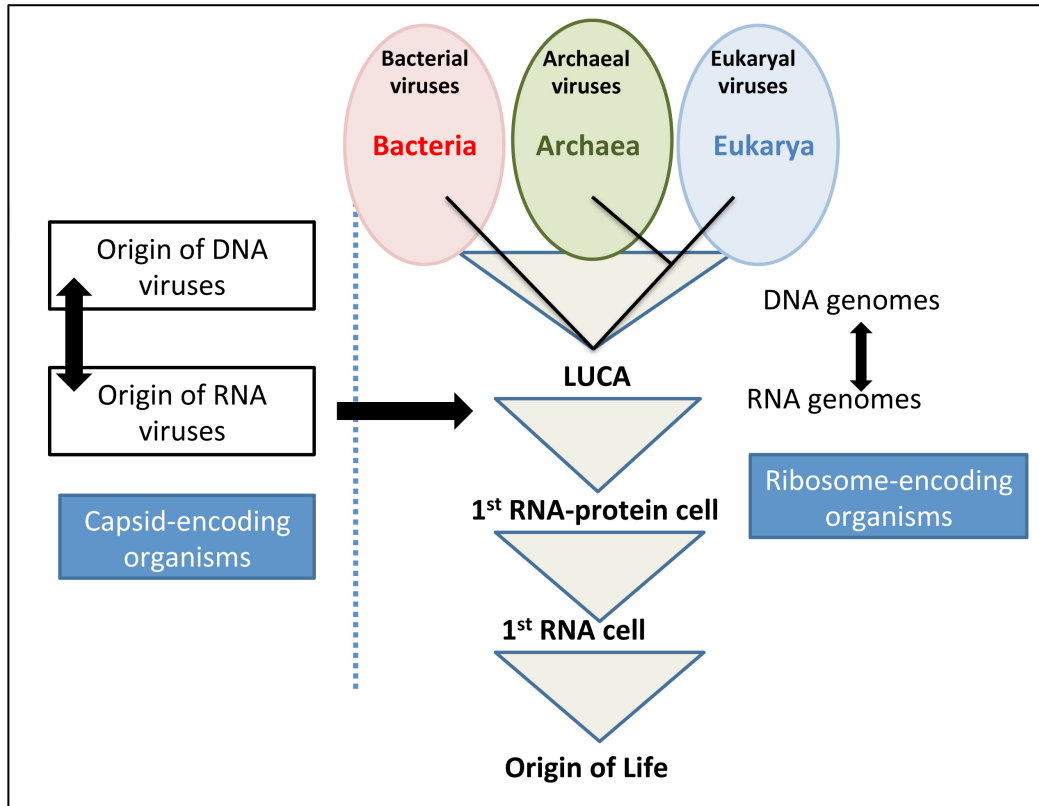 Bacterial
viruses
Bacteria
Archaeal
viruses
Archaea
Eukaryal
viruses
Eukarya
Origin of DNA
viruses
Origin of RNA
viruses
Capsid-encoding
organisms
LUCA
1st RNA-protein cell
1st RNA cell
Origin of Life
DNA genomes
RNA genomes
Ribosome-encoding
organisms